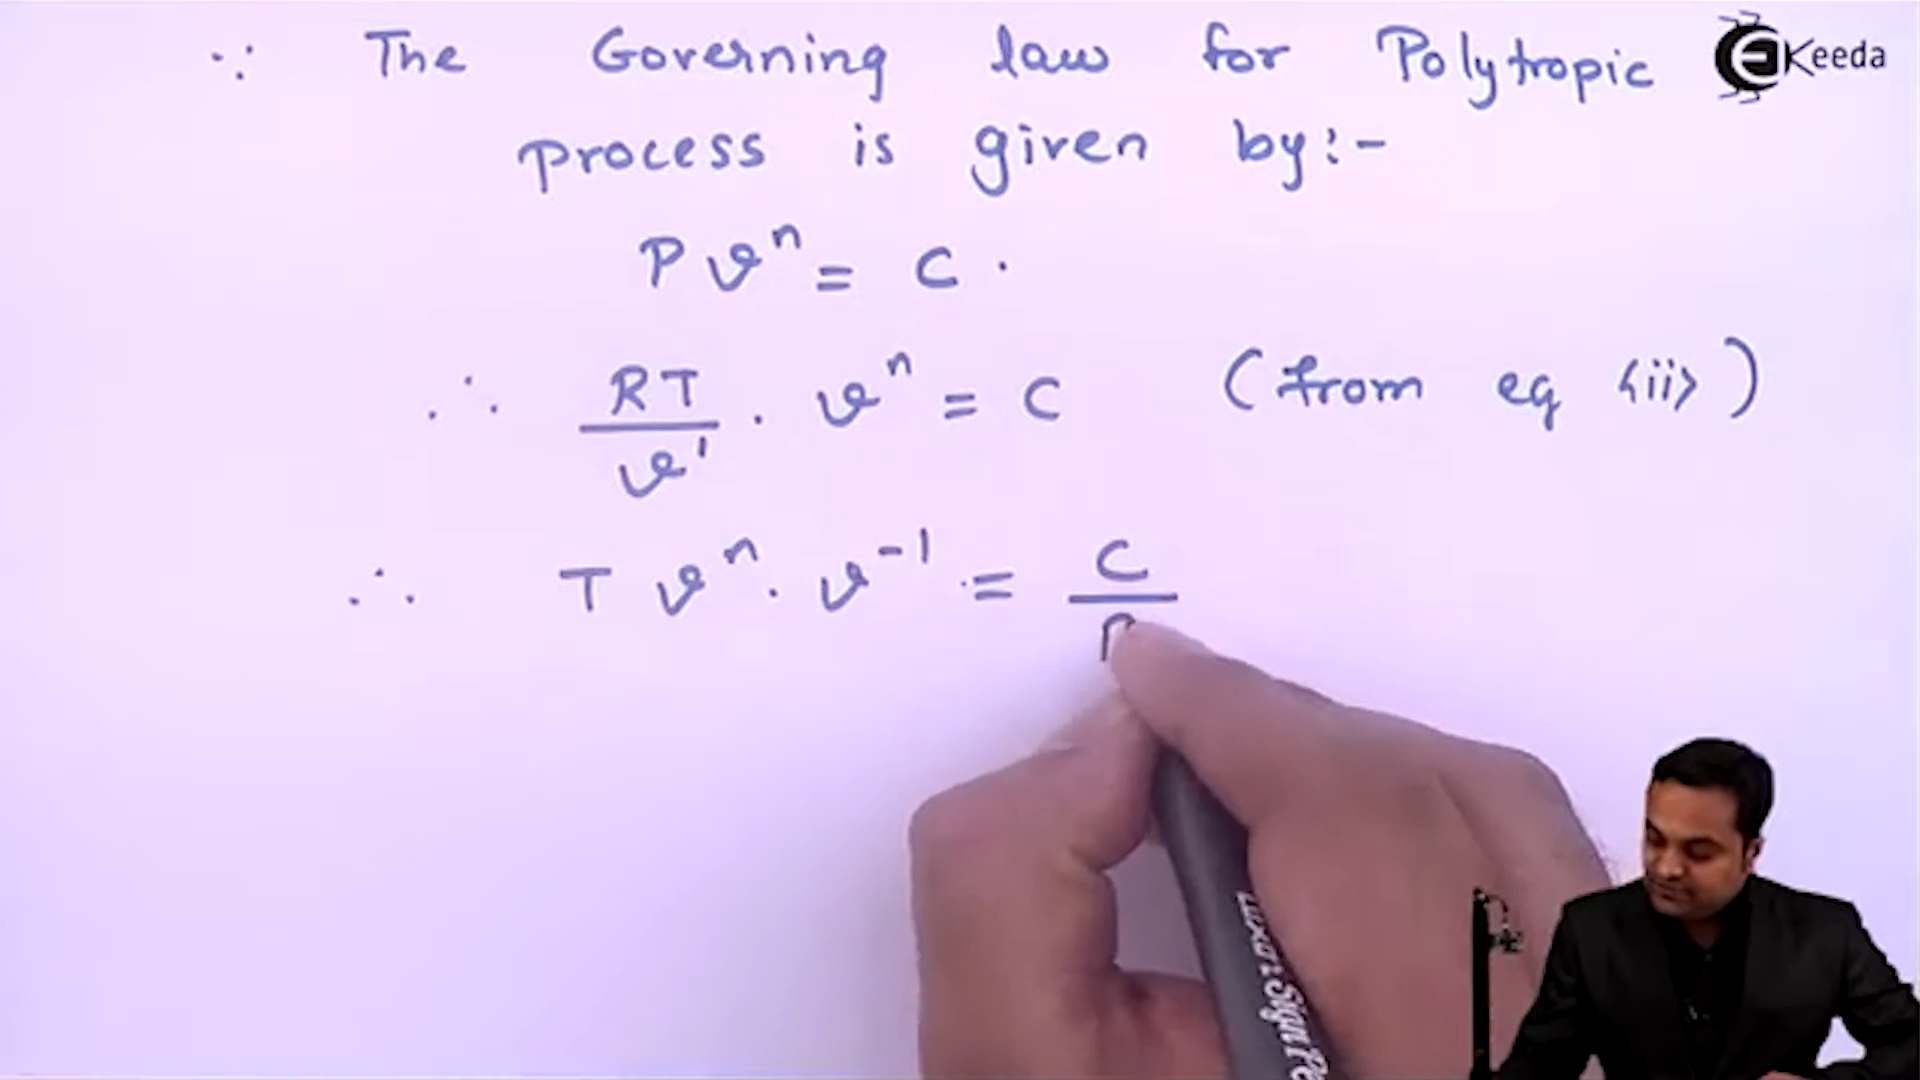 ∵ The Governing law for Polytropic
process is given by:-
Pvⁿ = C.
∴ RT/v¹ . vⁿ = C (from eq <ii>)
∴ T vⁿ . v⁻¹ = C/R
EKeeda
Luxor Sign Pe